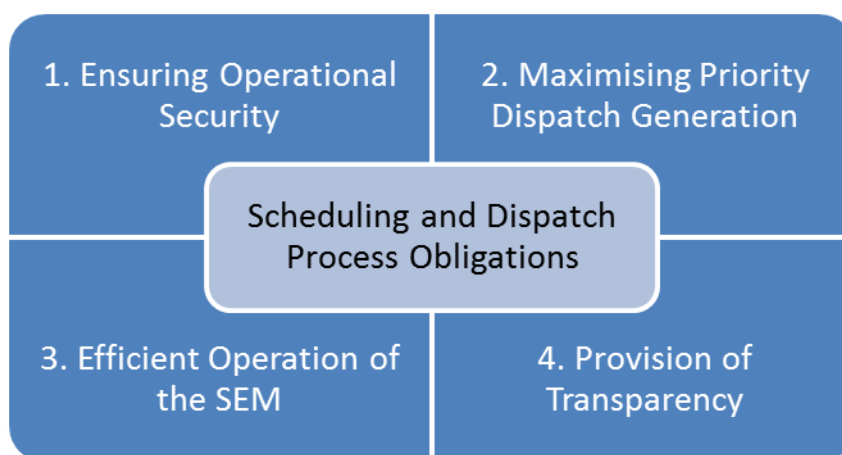 1. Ensuring Operational
Security
2. Maximising Priority
Dispatch Generation
Scheduling and Dispatch
Process Obligations
3. Efficient Operation of
the SEM
4. Provision of
Transparency